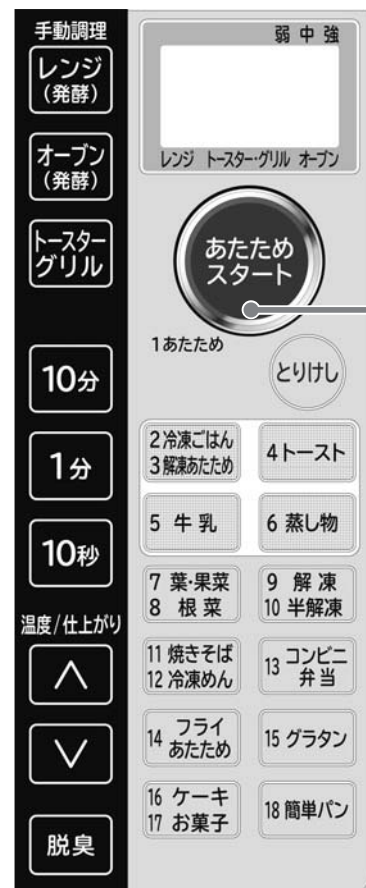 手動調理
レンジ
(発酵)
オーブン
(発酵)
トースター
グリル
10分
1分
10秒
温度/仕上がり
脱臭
弱 中 強
レンジ トースター・グリル オーブン
あたため
スタート
1あたため
とりけし
2冷凍ごはん
3解凍あたため
4トースト
5 牛乳
6 蒸し物
7 葉・果菜
8 根菜
9 解凍
10 半解凍
11 焼きそば
12 冷凍めん
13 コンビニ
弁当
14 フライ
あたため
15 グラタン
16 ケーキ
17 お菓子
18 簡単パン